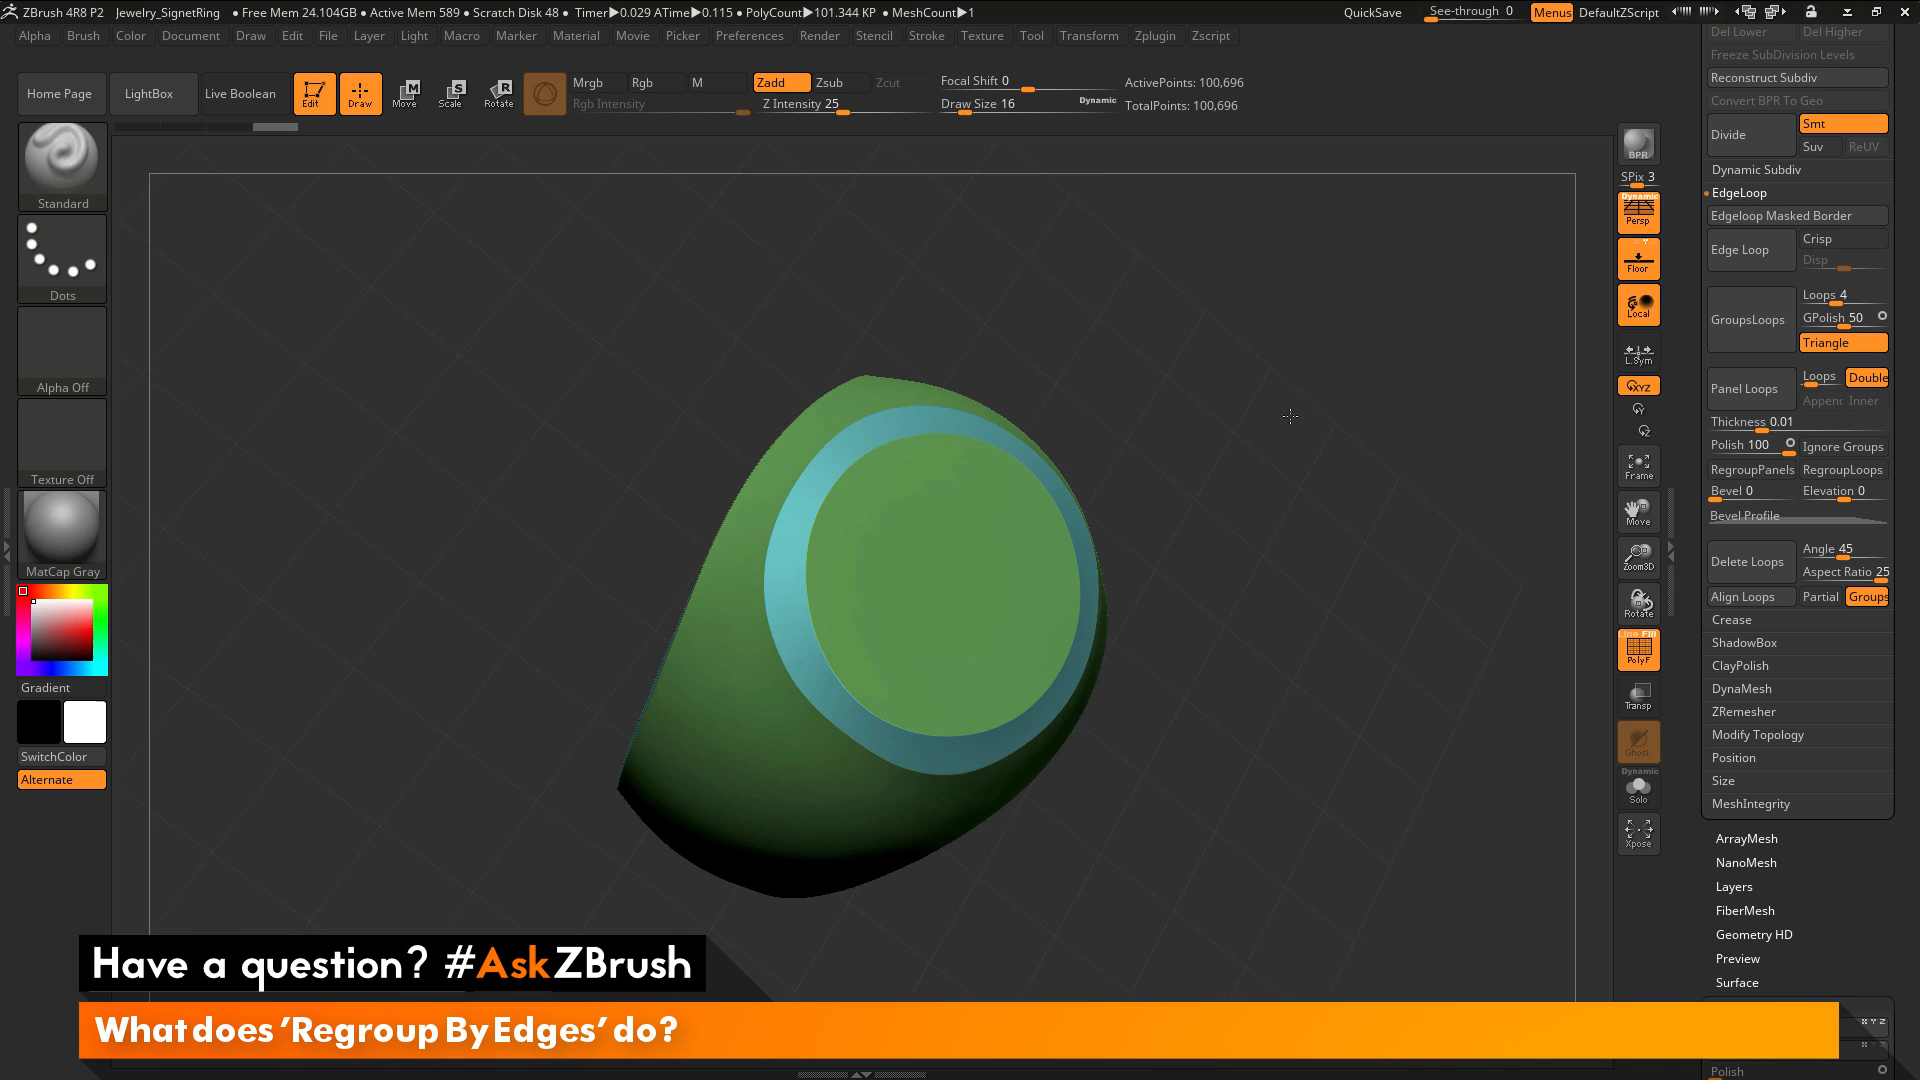 ZBrush 4R8 P2 Jewelry_SignetRing • Free Mem 24.104GB • Active Mem 589 • Scratch Disk 48 • Timer▶0.029 ATime▶0.115 • PolyCount▶101.344 KP • MeshCount▶1 QuickSave See-through 0 Menus DefaultZScript
Alpha Brush Color Document Draw Edit File Layer Light Macro Marker Material Movie Picker Preferences Render Stencil Stroke Texture Tool Transform Zplugin Zscript
Home Page LightBox Live Boolean Edit Draw Move Scale Rotate
Mrgb Rgb M Zadd Zsub Zcut Focal Shift 0 ActivePoints: 100,696
Rgb Intensity Z Intensity 25 Draw Size 16 Dynamic TotalPoints: 100,696
Standard
Dots
Alpha Off
Texture Off
MatCap Gray
Gradient
SwitchColor
Alternate
BPR
SPix 3
Dynamic
Persp
Floor
Local
L.Sym
XYZ
Y
Z
Frame
Move
Zoom3D
Rotate
Line Fill
PolyF
Transp
Ghost
Dynamic
Solo
Xpose
Del Lower Del Higher
Freeze SubDivision Levels
Reconstruct Subdiv
Convert BPR To Geo
Divide Smt
Suv ReUV
Dynamic Subdiv
EdgeLoop
Edgeloop Masked Border
Edge Loop Crisp
Disp
GroupsLoops Loops 4
GPolish 50
Triangle
Panel Loops Loops Double
Append Inner
Thickness 0.01
Polish 100 Ignore Groups
RegroupPanels RegroupLoops
Bevel 0 Elevation 0
Bevel Profile
Delete Loops Angle 45
Aspect Ratio 25
Align Loops Partial Groups
Crease
ShadowBox
ClayPolish
DynaMesh
ZRemesher
Modify Topology
Position
Size
MeshIntegrity
ArrayMesh
NanoMesh
Layers
FiberMesh
Geometry HD
Preview
Surface
Polish
Have a question? #AskZBrush
What does 'Regroup By Edges' do?